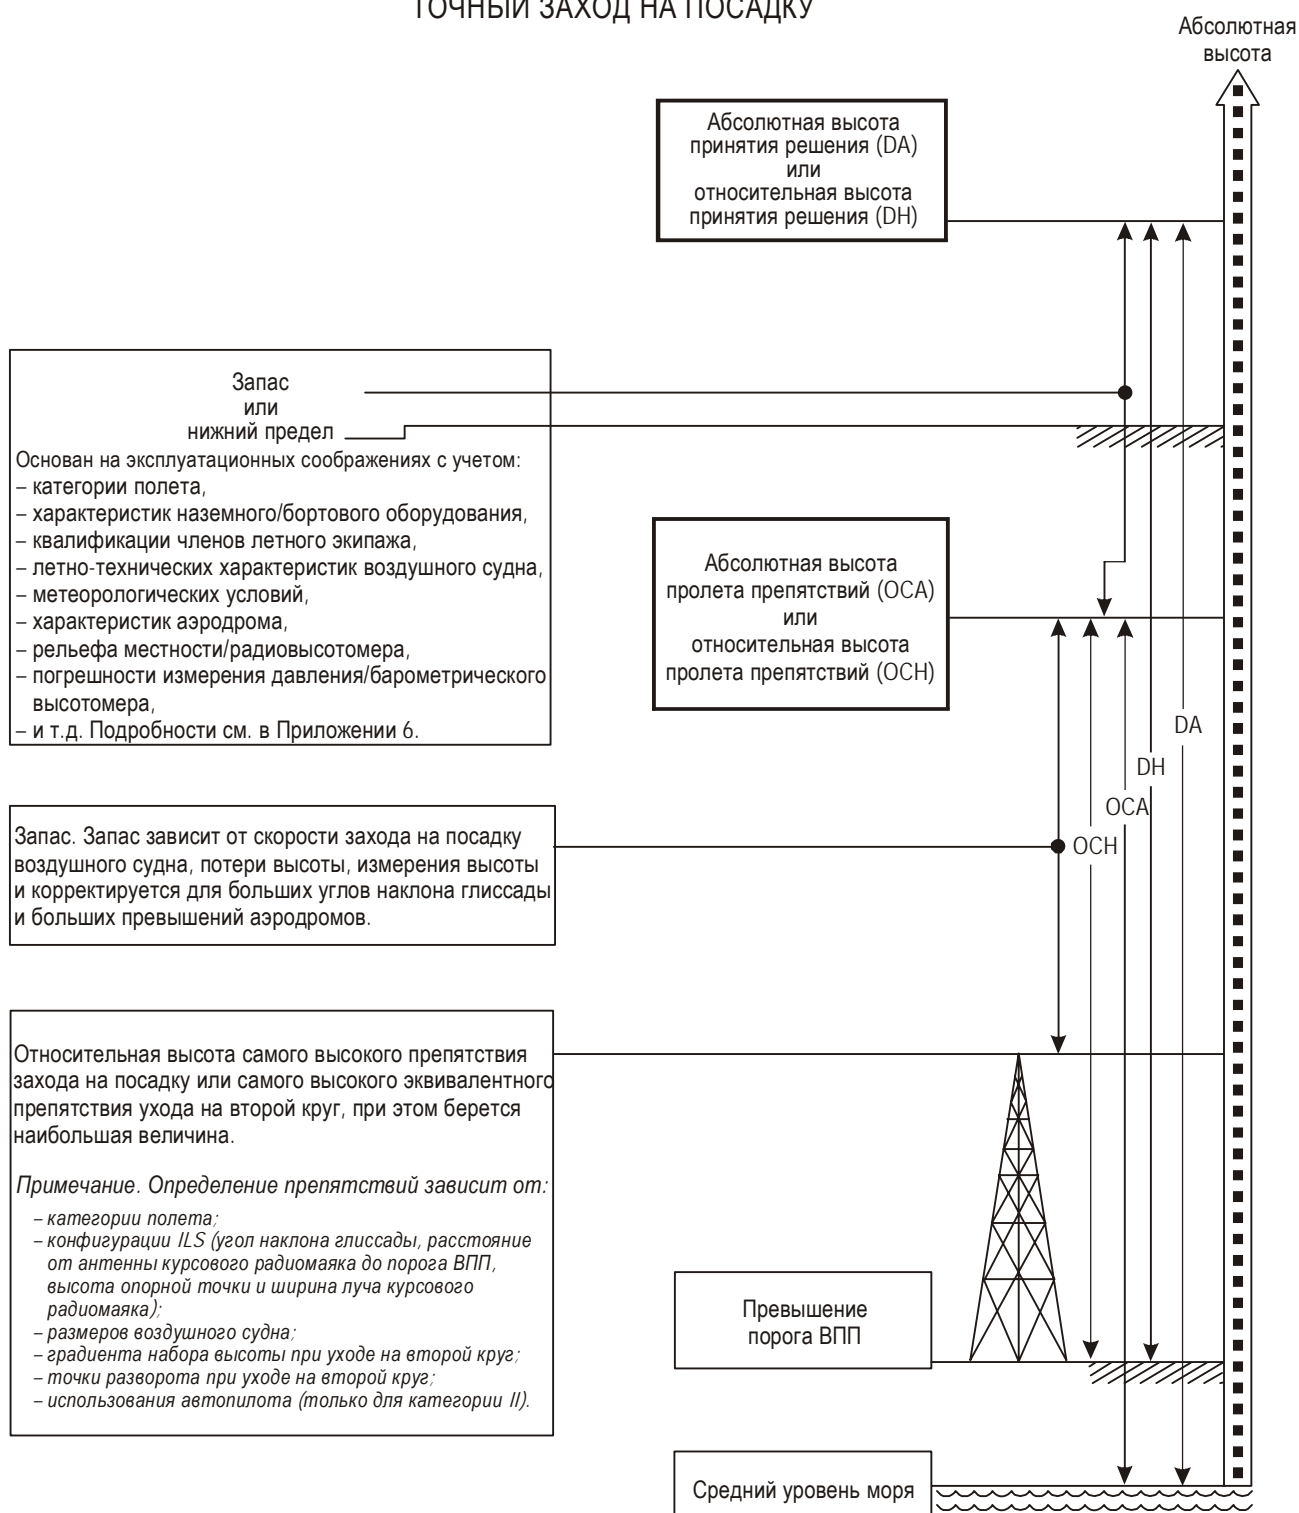 ТОЧНЫЙ ЗАХОД НА ПОСАДКУ
Абсолютная
высота
Абсолютная высота
принятия решения (DA)
или
относительная высота
принятия решения (DH)
Запас
или
нижний предел
Основан на эксплуатационных соображениях с учетом:
– категории полета,
– характеристик наземного/бортового оборудования,
– квалификации членов летного экипажа,
– летно-технических характеристик воздушного судна,
– метеорологических условий,
– характеристик аэродрома,
– рельефа местности/радиовысотомера,
– погрешности измерения давления/барометрического
высотомера,
– и т.д. Подробности см. в Приложении 6.
Абсолютная высота
пролета препятствий (OCA)
или
относительная высота
пролета препятствий (OCH)
DA
DH
OCA
OCH
Запас. Запас зависит от скорости захода на посадку
воздушного судна, потери высоты, измерения высоты
и корректируется для больших углов наклона глиссады
и больших превышений аэродромов.
Относительная высота самого высокого препятствия
захода на посадку или самого высокого эквивалентного
препятствия ухода на второй круг, при этом берется
наибольшая величина.
Примечание. Определение препятствий зависит от:
– категории полета;
– конфигурации ILS (угол наклона глиссады, расстояние
от антенны курсового радиомаяка до порога ВПП,
высота опорной точки и ширина луча курсового
радиомаяка);
– размеров воздушного судна;
– градиента набора высоты при уходе на второй круг;
– точки разворота при уходе на второй круг;
– использования автопилота (только для категории II).
Превышение
порога ВПП
Средний уровень моря